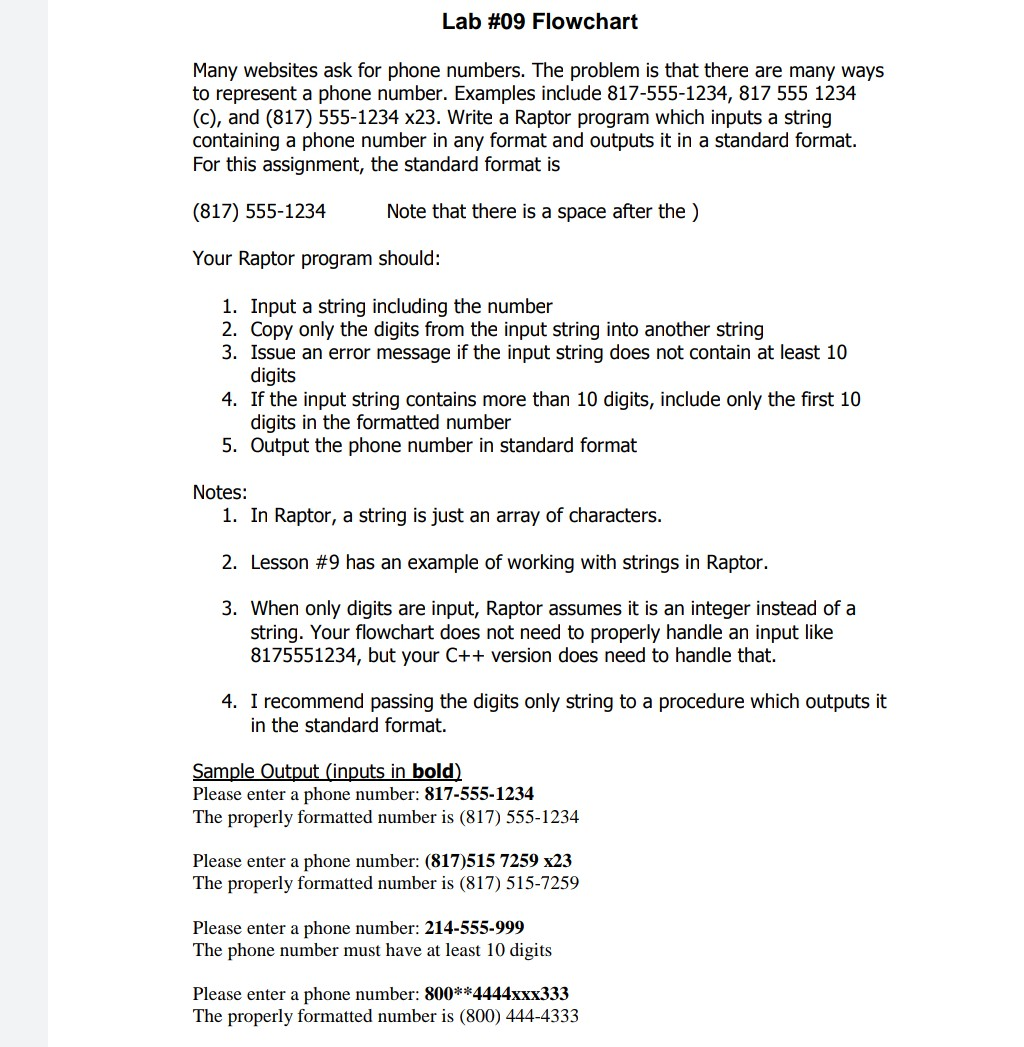 Lab #09 Flowchart
Many websites ask for phone numbers. The problem is that there are many ways
to represent a phone number. Examples include 817-555-1234, 817 555 1234
(c), and (817) 555-1234 x23. Write a Raptor program which inputs a string
containing a phone number in any format and outputs it in a standard format.
For this assignment, the standard format is
(817) 555-1234 Note that there is a space after the )
Your Raptor program should:
1. Input a string including the number
2. Copy only the digits from the input string into another string
3. Issue an error message if the input string does not contain at least 10
digits
4. If the input string contains more than 10 digits, include only the first 10
digits in the formatted number
5. Output the phone number in standard format
Notes:
1. In Raptor, a string is just an array of characters.
2. Lesson #9 has an example of working with strings in Raptor.
3. When only digits are input, Raptor assumes it is an integer instead of a
string. Your flowchart does not need to properly handle an input like
8175551234, but your C++ version does need to handle that.
4. I recommend passing the digits only string to a procedure which outputs it
in the standard format.
Sample Output (inputs in bold)
Please enter a phone number: 817-555-1234
The properly formatted number is (817) 555-1234
Please enter a phone number: (817)515 7259 x23
The properly formatted number is (817) 515-7259
Please enter a phone number: 214-555-999
The phone number must have at least 10 digits
Please enter a phone number: 800**4444xxx333
The properly formatted number is (800) 444-4333